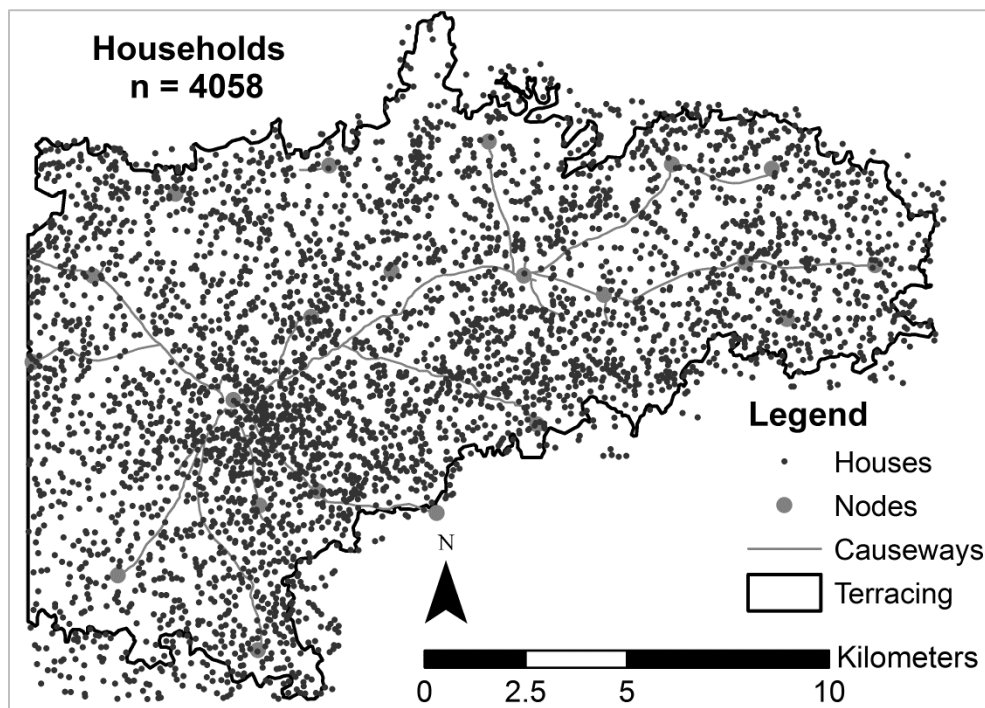 Households
n = 4058
Legend
Houses
Nodes
Causeways
Terracing
N
Kilometers
0 2.5 5 10